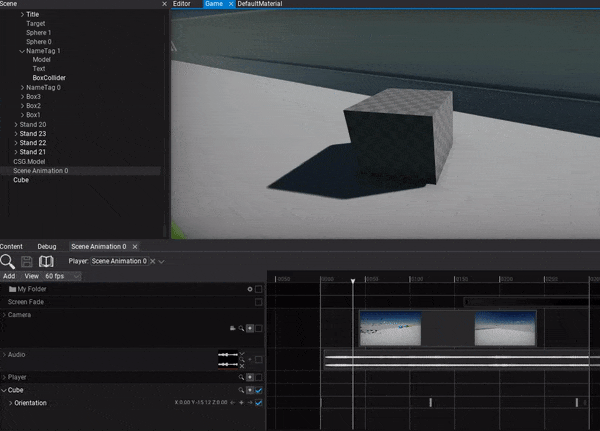 Scene
Editor
Game
DefaultMaterial
Title
Target
Sphere 1
Sphere 0
NameTag 1
Model
Text
BoxCollider
NameTag 0
Box3
Box2
Box1
Stand 20
Stand 23
Stand 22
Stand 21
CSG.Model
Scene Animation 0
Cube
Content
Debug
Scene Animation 0
Player: Scene Animation 0
Add
View
60 fps
My Folder
Screen Fade
Camera
Audio
Player
Cube
Orientation
X:0.00 Y:-15.12 Z:0.00